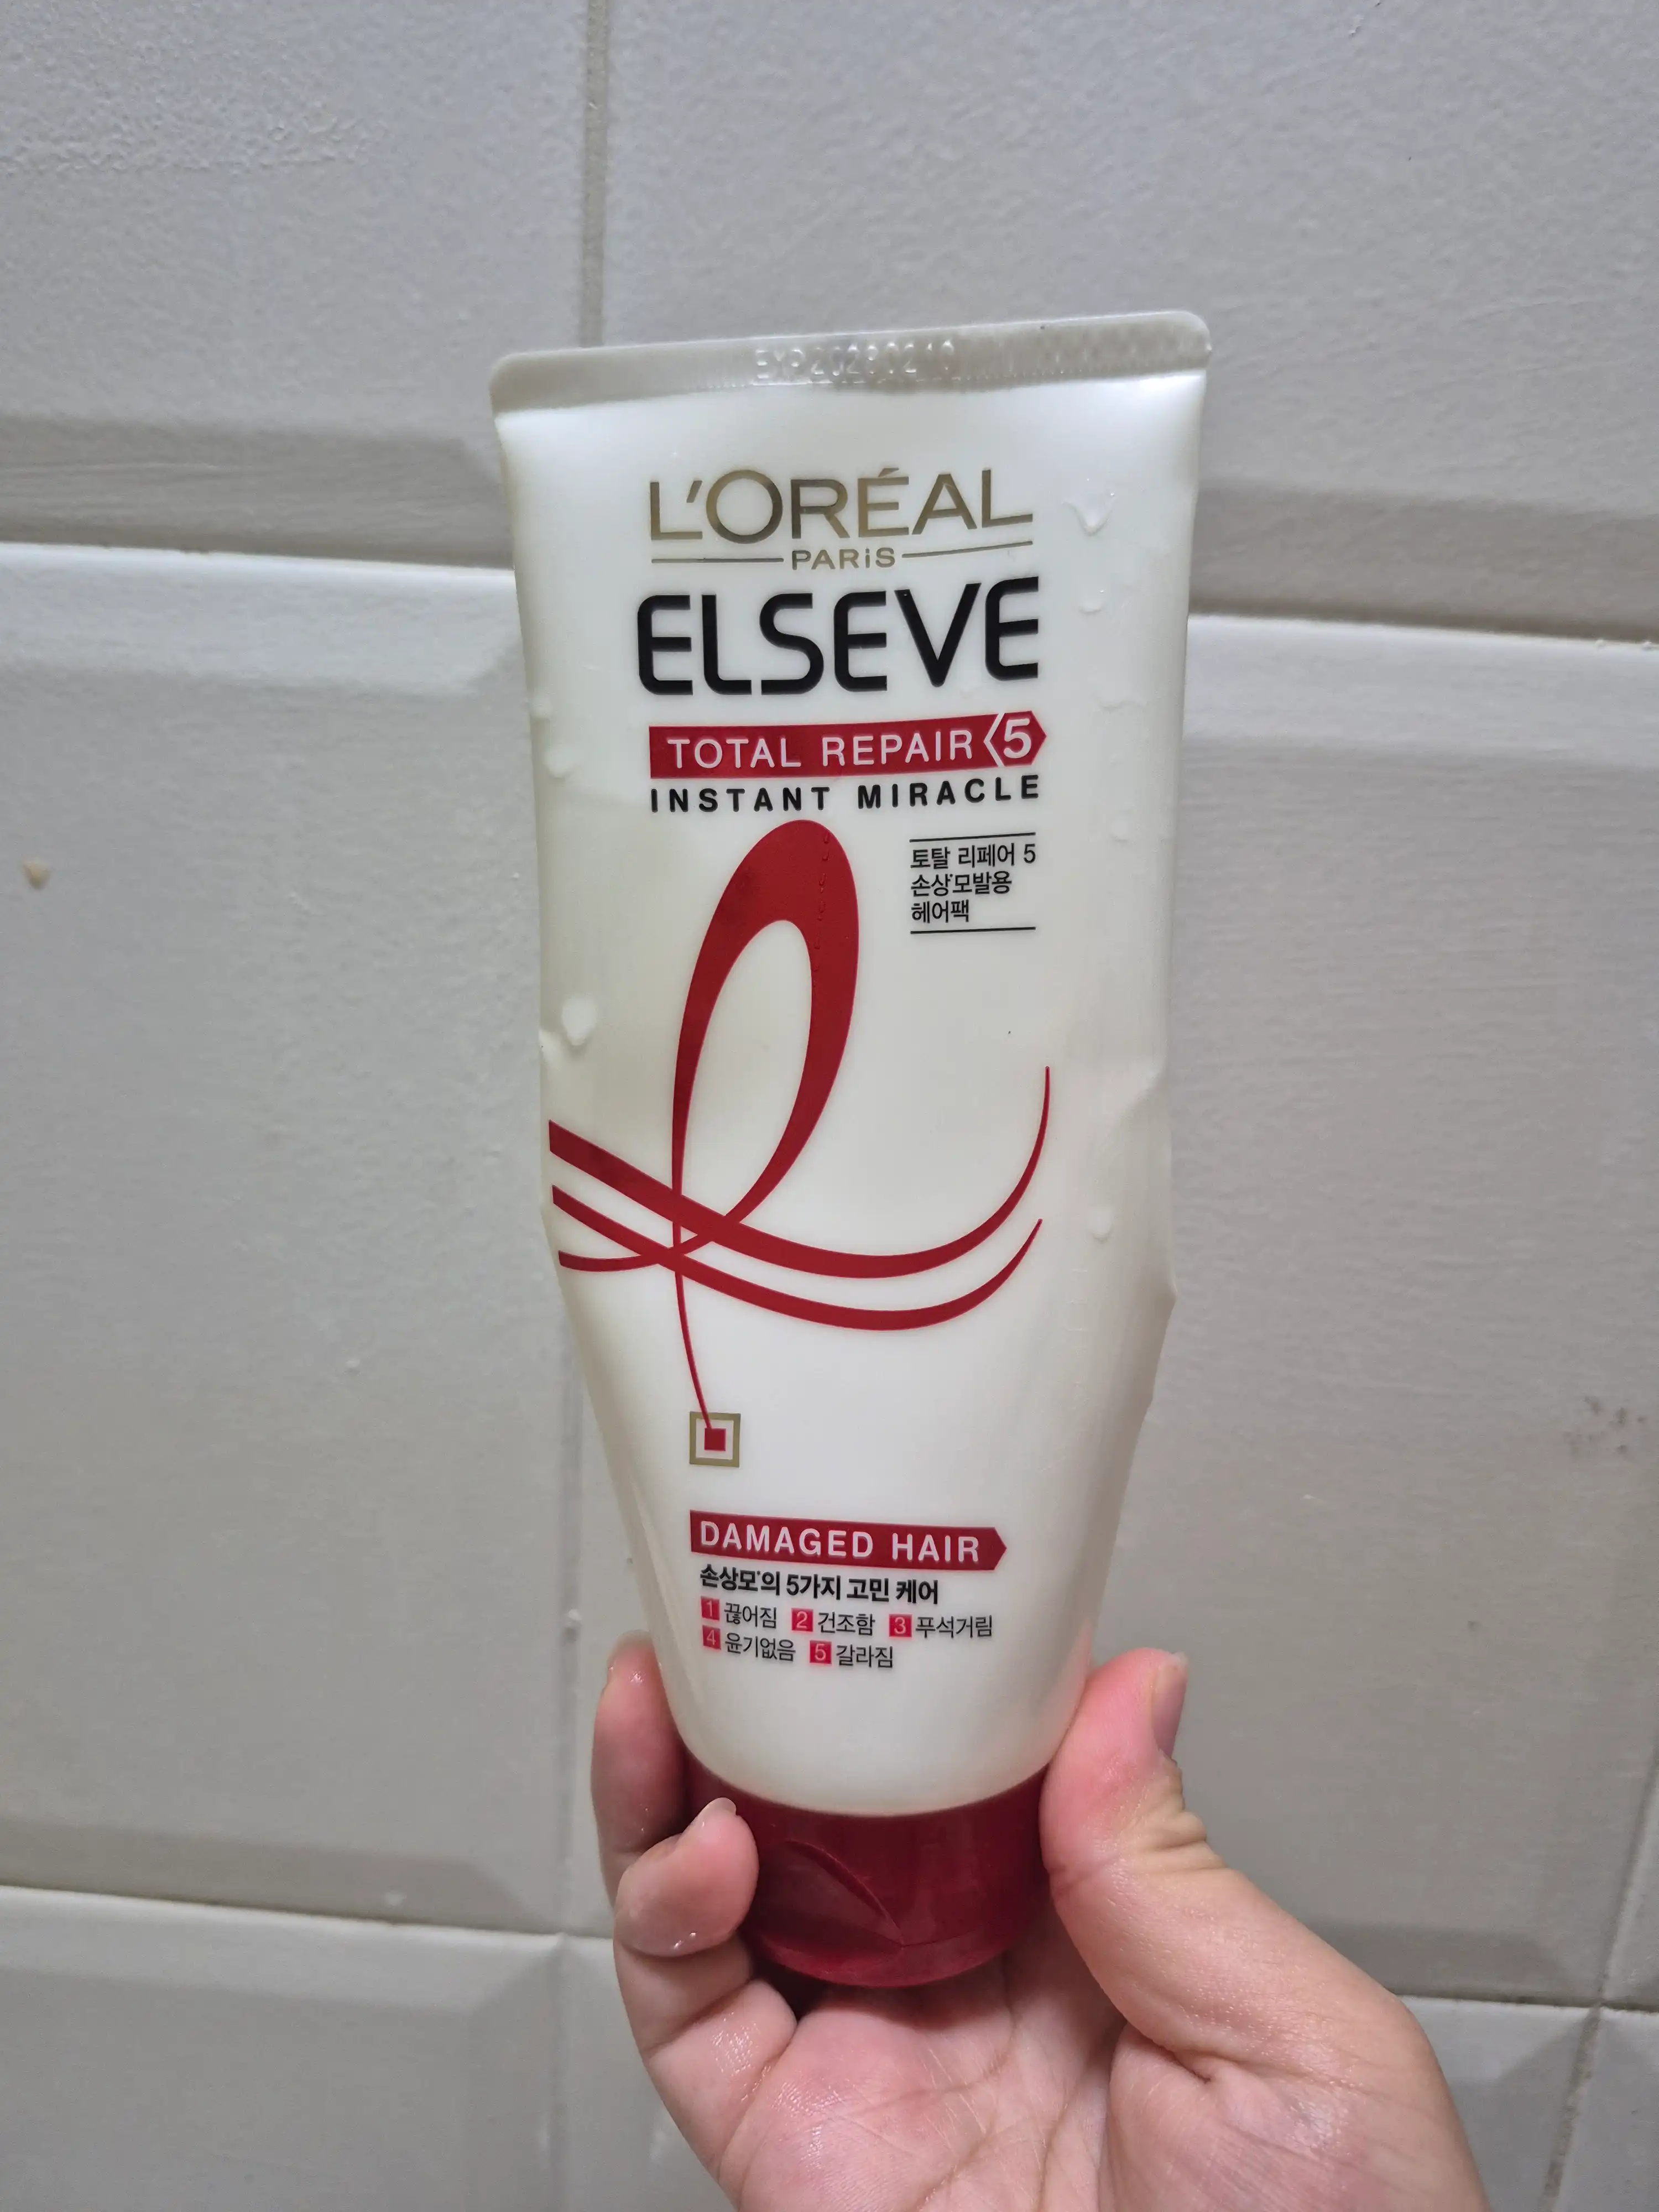 EXP20280210
L'ORÉAL
PARiS
ELSEVE
TOTAL REPAIR 5
INSTANT MIRACLE
토탈 리페어 5
손상*모발용
헤어팩
DAMAGED HAIR
손상모*의 5가지 고민 케어
1 끊어짐 2 건조함 3 푸석거림
4 윤기없음 5 갈라짐